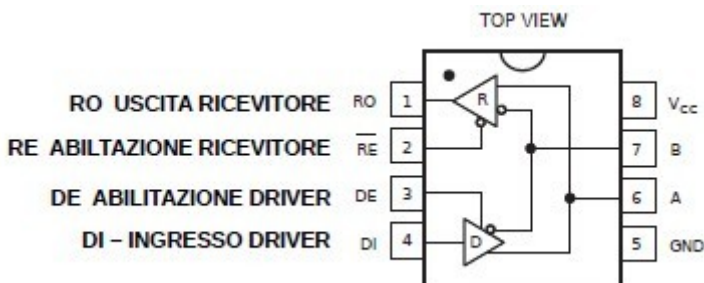 TOP VIEW
RO USCITA RICEVITORE RO 1 R 8 VCC
RE ABILTAZIONE RICEVITORE RE 2 7 B
DE ABILITAZIONE DRIVER DE 3 6 A
DI – INGRESSO DRIVER DI 4 D 5 GND